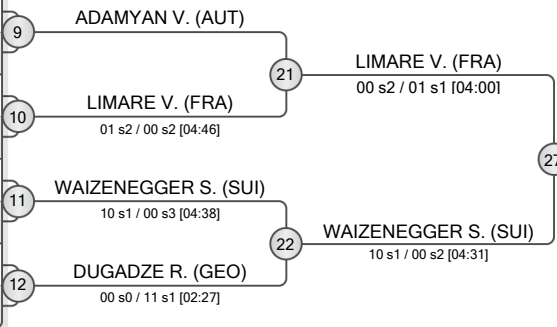 ADAMYAN V. (AUT)
9
21
LIMARE V. (FRA)
00 s2 / 01 s1 [04:00]
LIMARE V. (FRA)
10
01 s2 / 00 s2 [04:46]
27
WAIZENEGGER S. (SUI)
11
10 s1 / 00 s3 [04:38]
22
WAIZENEGGER S. (SUI)
10 s1 / 00 s2 [04:31]
DUGADZE R. (GEO)
12
00 s0 / 11 s1 [02:27]